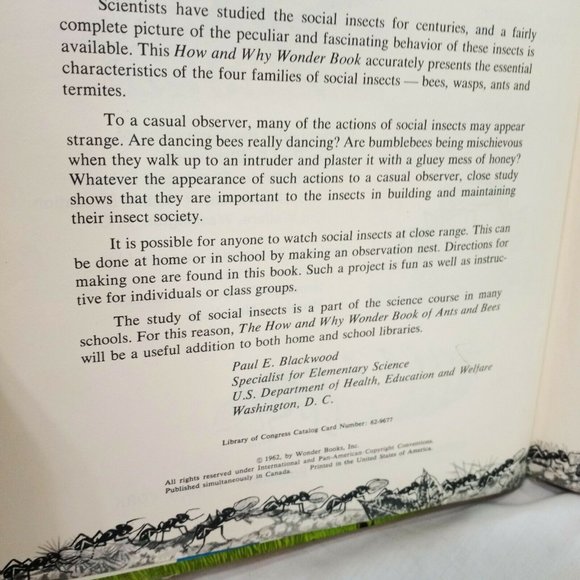 Scientists have studied the social insects for centuries, and a fairly
complete picture of the peculiar and fascinating behavior of these insects is
available. This How and Why Wonder Book accurately presents the essential
characteristics of the four families of social insects — bees, wasps, ants and
termites.
To a casual observer, many of the actions of social insects may appear
strange. Are dancing bees really dancing? Are bumblebees being mischievous
when they walk up to an intruder and plaster it with a gluey mess of honey?
Whatever the appearance of such actions to a casual observer, close study
shows that they are important to the insects in building and maintaining
their insect society.
It is possible for anyone to watch social insects at close range. This can
be done at home or in school by making an observation nest. Directions for
making one are found in this book. Such a project is fun as well as instruc-
tive for individuals or class groups.
The study of social insects is a part of the science course in many
schools. For this reason, The How and Why Wonder Book of Ants and Bees
will be a useful addition to both home and school libraries.
Paul E. Blackwood
Specialist for Elementary Science
U.S. Department of Health, Education and Welfare
Washington, D. C.
Library of Congress Catalog Card Number: 62-9677
© 1962, by Wonder Books, Inc.
All rights reserved under International and Pan-American Copyright Conventions.
Published simultaneously in Canada. Printed in the United States of America.